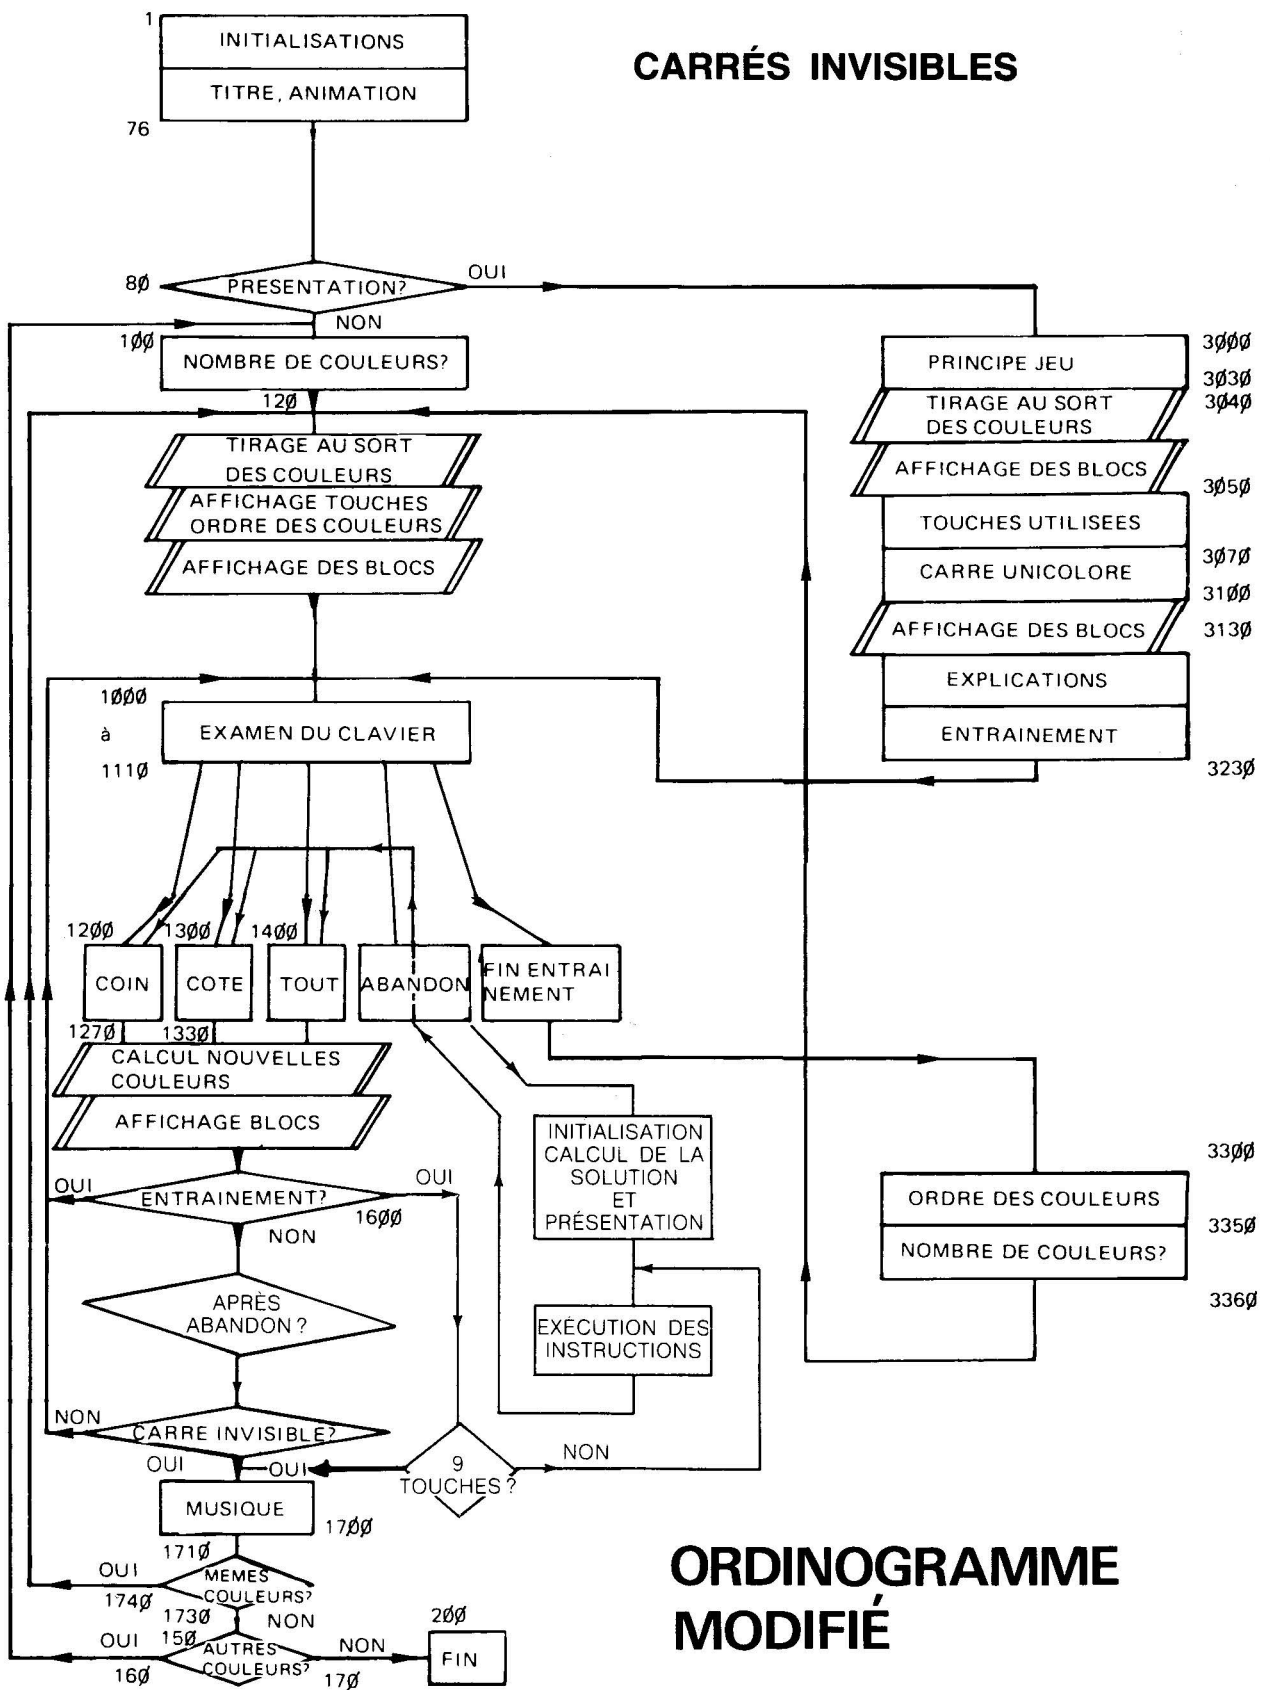 1
INITIALISATIONS
TITRE, ANIMATION
76
CARRÉS INVISIBLES
8Ø
PRESENTATION?
OUI
NON
1ØØ
NOMBRE DE COULEURS?
12Ø
TIRAGE AU SORT
DES COULEURS
AFFICHAGE TOUCHES
ORDRE DES COULEURS
AFFICHAGE DES BLOCS
3ØØØ
PRINCIPE JEU
3Ø3Ø
3Ø4Ø
TIRAGE AU SORT
DES COULEURS
AFFICHAGE DES BLOCS
3Ø5Ø
TOUCHES UTILISEES
3Ø7Ø
CARRE UNICOLORE
31ØØ
AFFICHAGE DES BLOCS
313Ø
EXPLICATIONS
ENTRAINEMENT
323Ø
1ØØØ
à
111Ø
EXAMEN DU CLAVIER
12ØØ
13ØØ
14ØØ
COIN
COTE
TOUT
ABANDON
FIN ENTRAI
NEMENT
127Ø
133Ø
CALCUL NOUVELLES
COULEURS
AFFICHAGE BLOCS
OUI
ENTRAINEMENT?
OUI
16ØØ
NON
INITIALISATION
CALCUL DE LA
SOLUTION
ET
PRÉSENTATION
33ØØ
ORDRE DES COULEURS
335Ø
NOMBRE DE COULEURS?
336Ø
APRÈS
ABANDON?
EXÉCUTION DES
INSTRUCTIONS
NON
CARRE INVISIBLE?
OUI
OUI
9
TOUCHES?
NON
MUSIQUE
17ØØ
171Ø
OUI
MEMES
COULEURS?
174Ø
173Ø
NON
15Ø
OUI
AUTRES
COULEURS?
NON
16Ø
17Ø
2ØØ
FIN
ORDINOGRAMME
MODIFIÉ